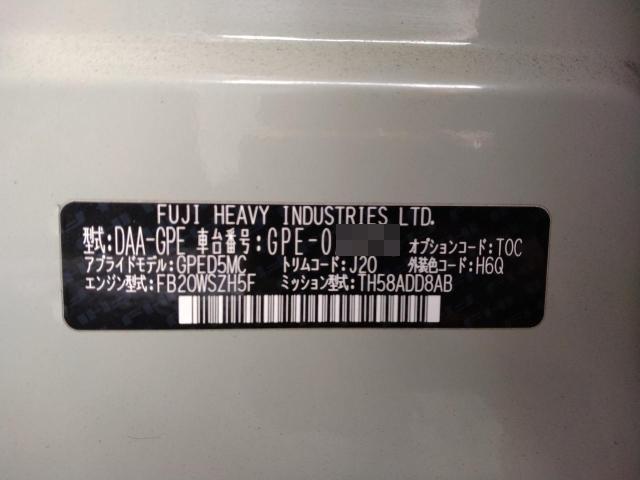 FUJI HEAVY INDUSTRIES LTD.
型式:DAA-GPE 車台番号:GPE-0 オプションコード:TOC
アプライドモデル:GPED5MC トリムコード:J20 外装色コード:H6Q
エンジン型式:FB20WSZH5F ミッション型式:TH58ADD8AB